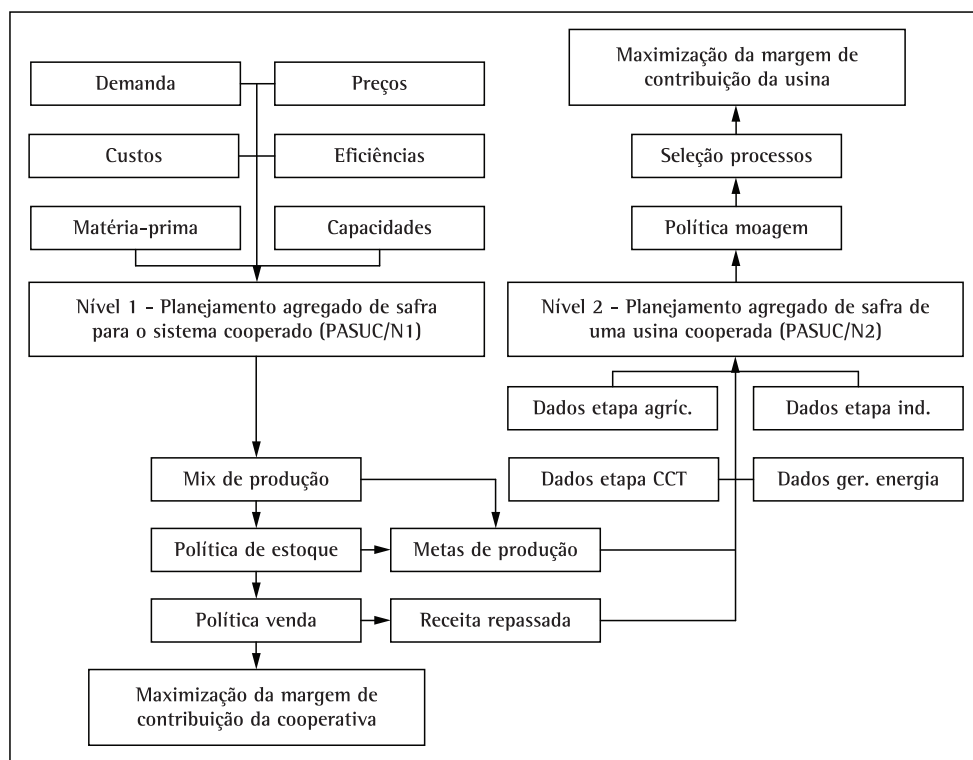 Demanda
Preços
Custos
Eficiências
Matéria-prima
Capacidades
Nível 1 - Planejamento agregado de safra
para o sistema cooperado (PASUC/N1)
Mix de produção
Política de estoque
Metas de produção
Política venda
Receita repassada
Maximização da margem de
contribuição da cooperativa
Maximização da margem de
contribuição da usina
Seleção processos
Política moagem
Nível 2 - Planejamento agregado de safra de
uma usina cooperada (PASUC/N2)
Dados etapa agríc.
Dados etapa ind.
Dados etapa CCT
Dados ger. energia